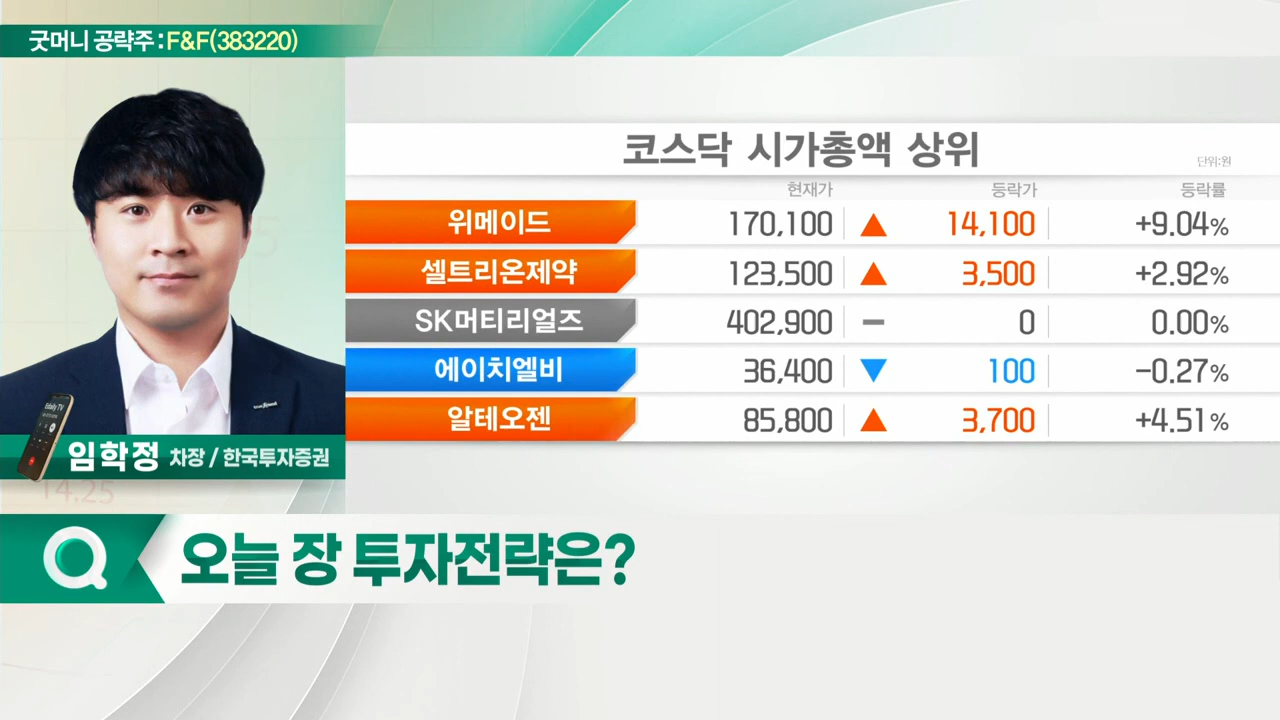 굿머니 공략주 : F&F(383220)
코스닥 시가총액 상위
단위:원
현재가 등락가 등락률
위메이드 170,100 ▲ 14,100 +9.04%
셀트리온제약 123,500 ▲ 3,500 +2.92%
SK머티리얼즈 402,900 － 0 0.00%
에이치엘비 36,400 ▼ 100 -0.27%
알테오젠 85,800 ▲ 3,700 +4.51%
Edaily TV
임학정 차장 / 한국투자증권
14.25
Q 오늘 장 투자전략은?